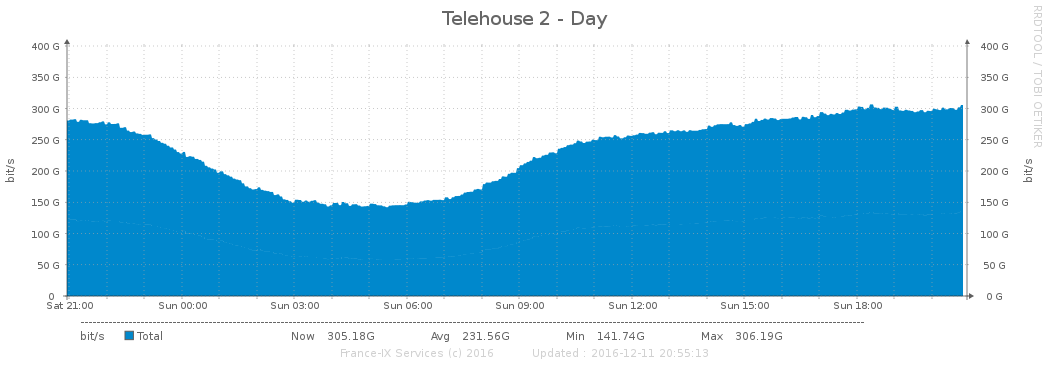 Telehouse 2 - Day
RRDTOOL / TOBI OETIKER
400 G 400 G
350 G 350 G
300 G 300 G
250 G 250 G
200 G 200 G
150 G 150 G
100 G 100 G
50 G 50 G
0 0 G
bit/s bit/s
Sat 21:00 Sun 00:00 Sun 03:00 Sun 06:00 Sun 09:00 Sun 12:00 Sun 15:00 Sun 18:00
bit/s Total Now 305.18G Avg 231.56G Min 141.74G Max 306.19G
France-IX Services (c) 2016 Updated : 2016-12-11 20:55:13